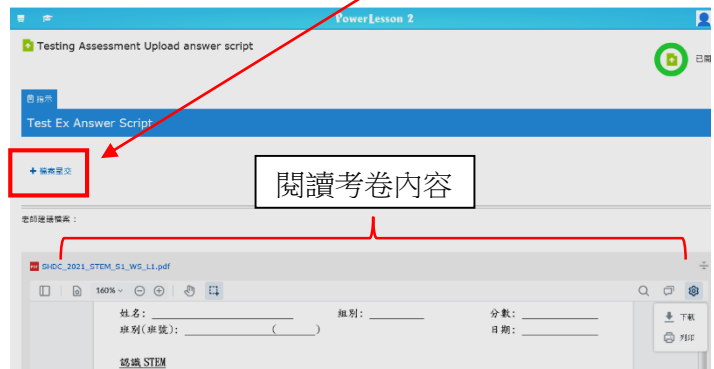 PowerLesson 2
Testing Assessment Upload answer script
已開
指示
Test Ex Answer Script
+ 檔案呈交
閱讀考卷內容
老師建議檔案：
SHDC_2021_STEM_S1_WS_L1.pdf
160%
下載
列印
姓名： 組別： 分數：
班別(班號)： ( ) 日期：
認識 STEM